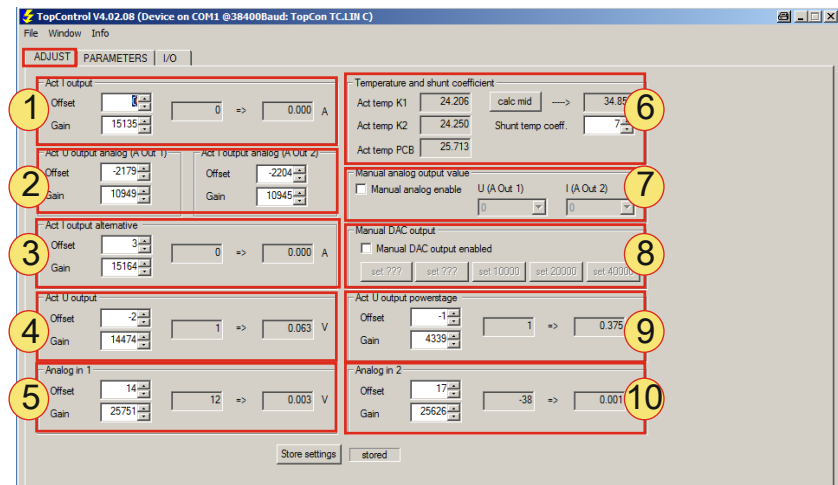 TopControl V4.02.08 (Device on COM1 @38400Baud: TopCon TC.LIN C)
File Window Info
ADJUST PARAMETERS I/O
1
Act I output
Offset
Gain 15135
0 => 0.000 A
2
Act U output analog (A Out 1)
Offset -2179
Gain 10949
Act I output analog (A Out 2)
Offset -2204
Gain 10945
3
Act I output alternative
Offset 3
Gain 15164
0 => 0.000 A
4
Act U output
Offset -2
Gain 14474
1 => 0.063 V
5
Analog in 1
Offset 14
Gain 25751
12 => 0.003 V
6
Temperature and shunt coefficient
Act temp K1 24.206 calc mid ---->
Act temp K2 24.250 Shunt temp coeff. 7
Act temp PCB 25.713
7
Manual analog output value
Manual analog enable U (A Out 1) I (A Out 2)
0 0
8
Manual DAC output
Manual DAC output enabled
set ??? set ??? set 10000 set 20000 set 40000
9
Act U output powerstage
Offset -1
Gain 4339
1 => 0.375
10
Analog in 2
Offset 17
Gain 25626
-38 => 0.001
Store settings stored